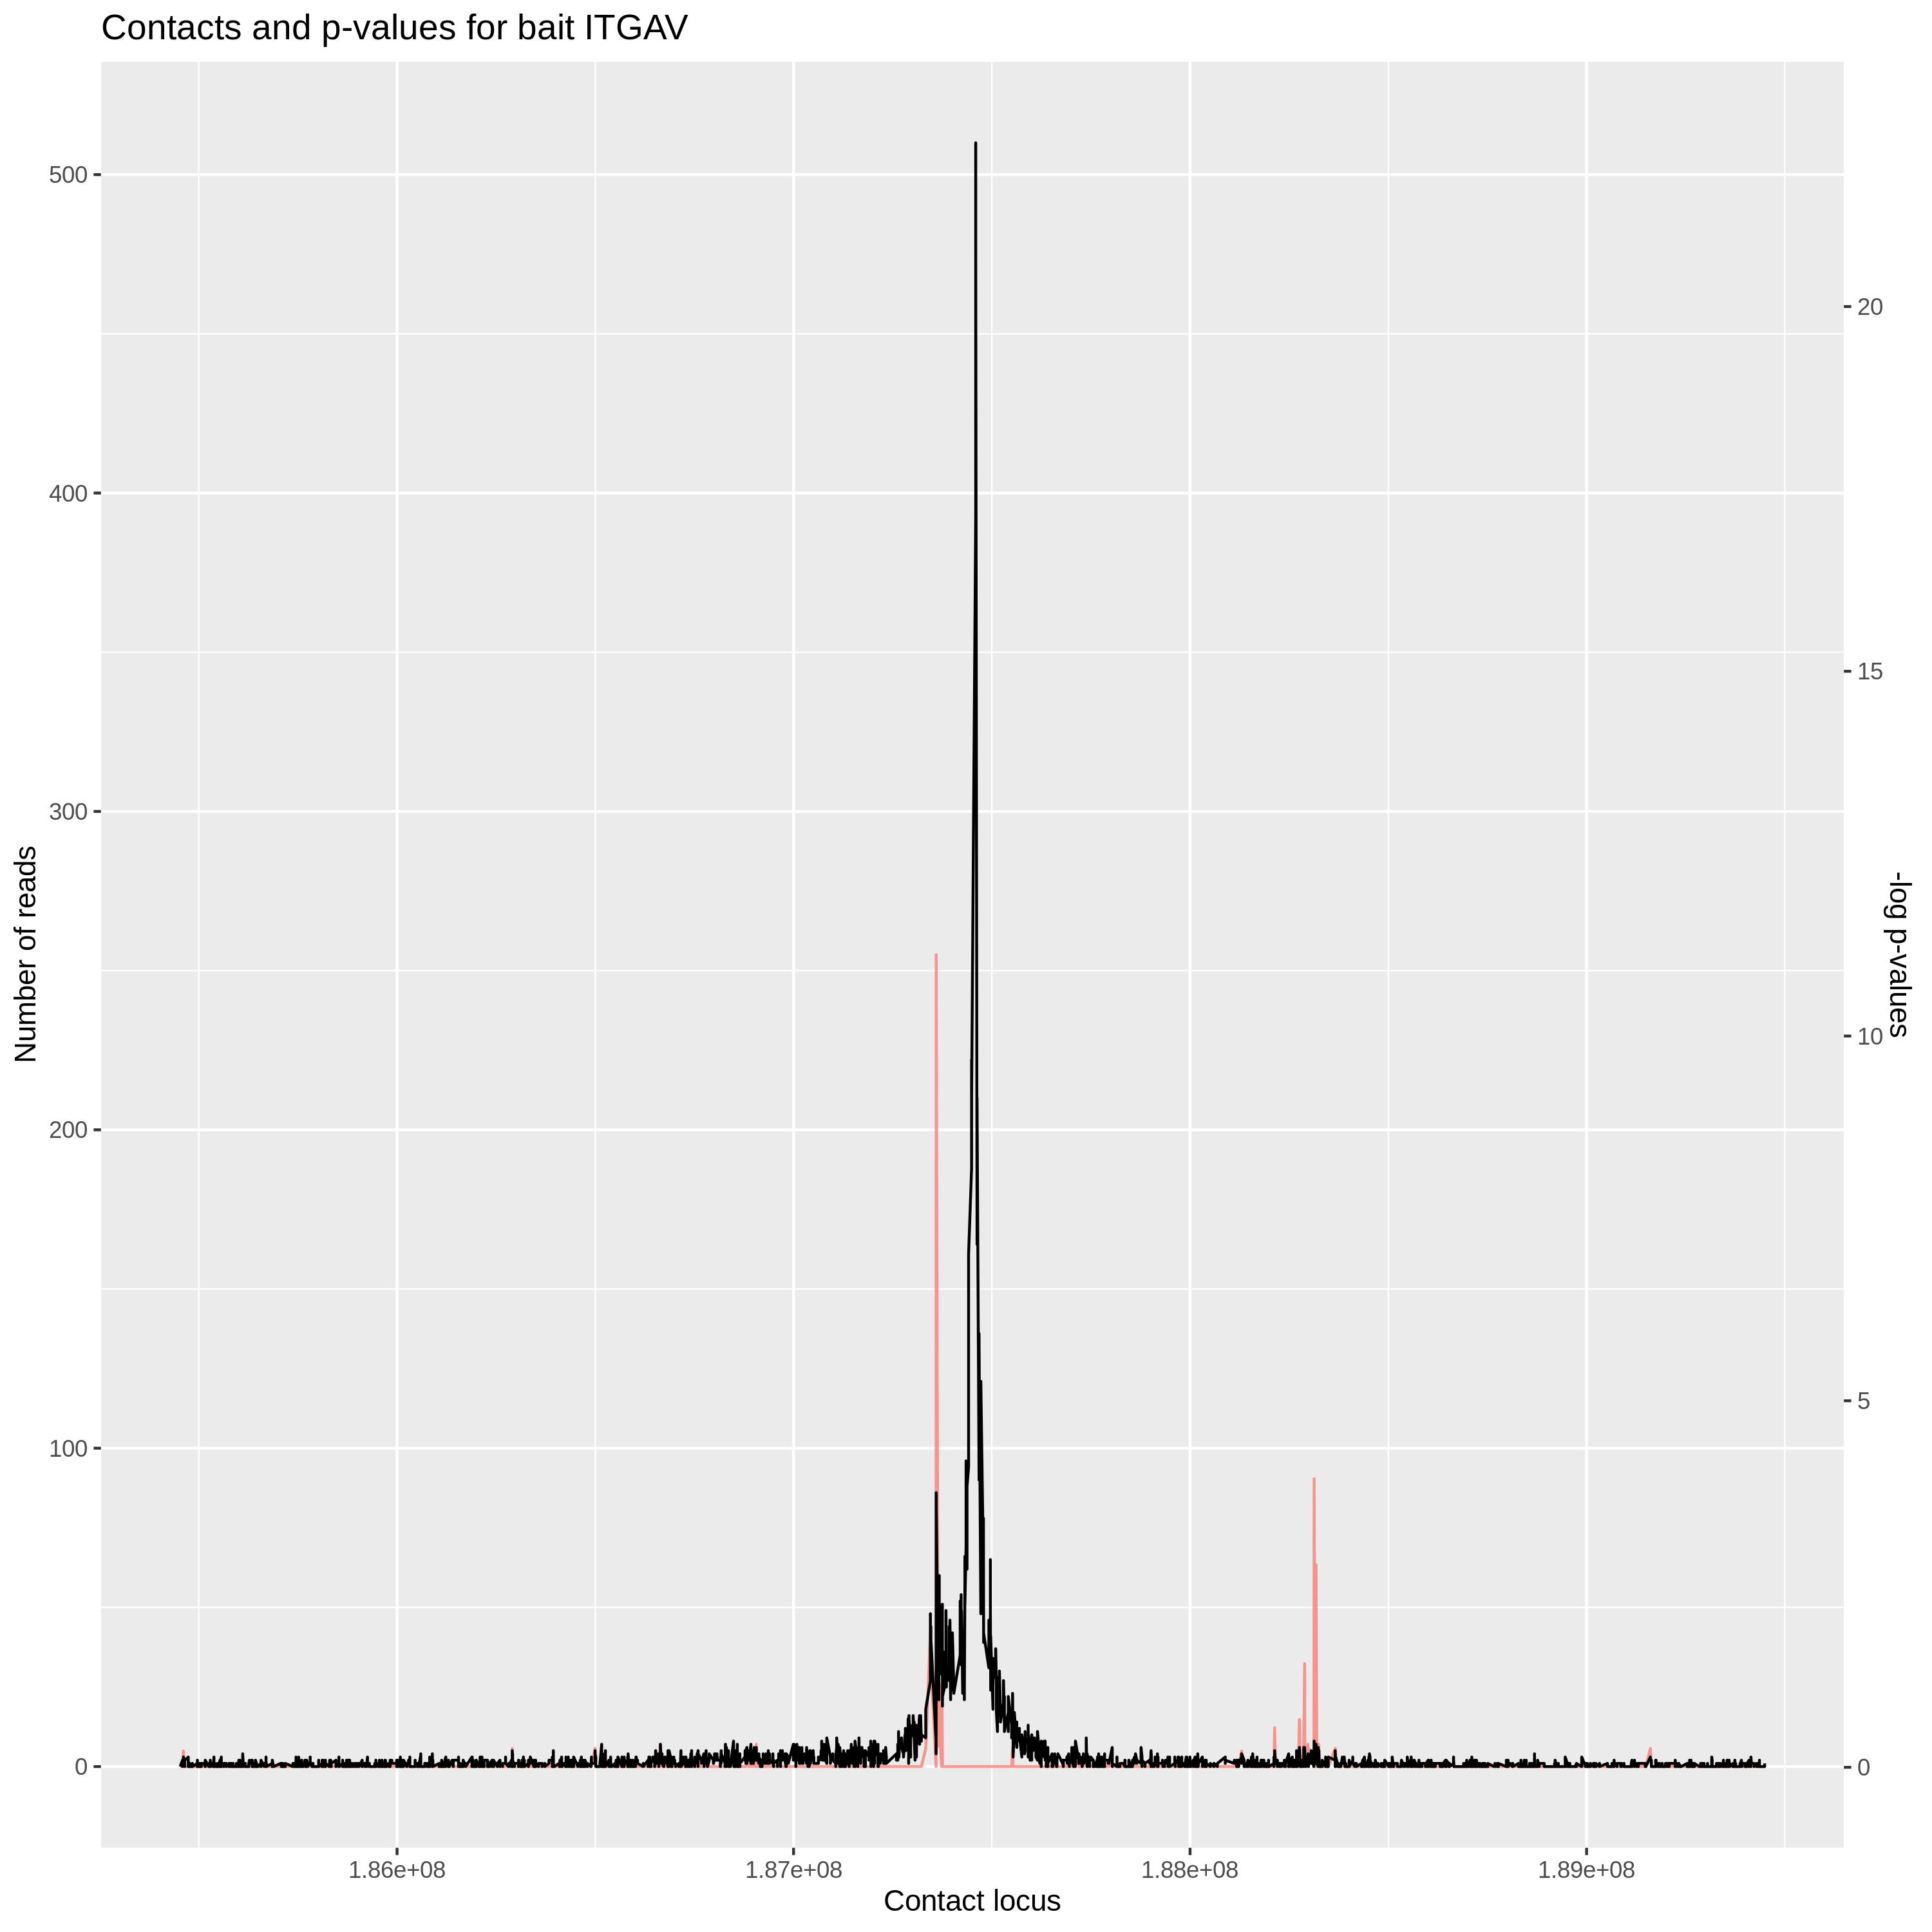 Contacts and p-values for bait ITGAV
500
400
300
200
100
0
Number of reads
20
15
10
5
0
-log p-values
1.86e+08
1.87e+08
1.88e+08
1.89e+08
Contact locus